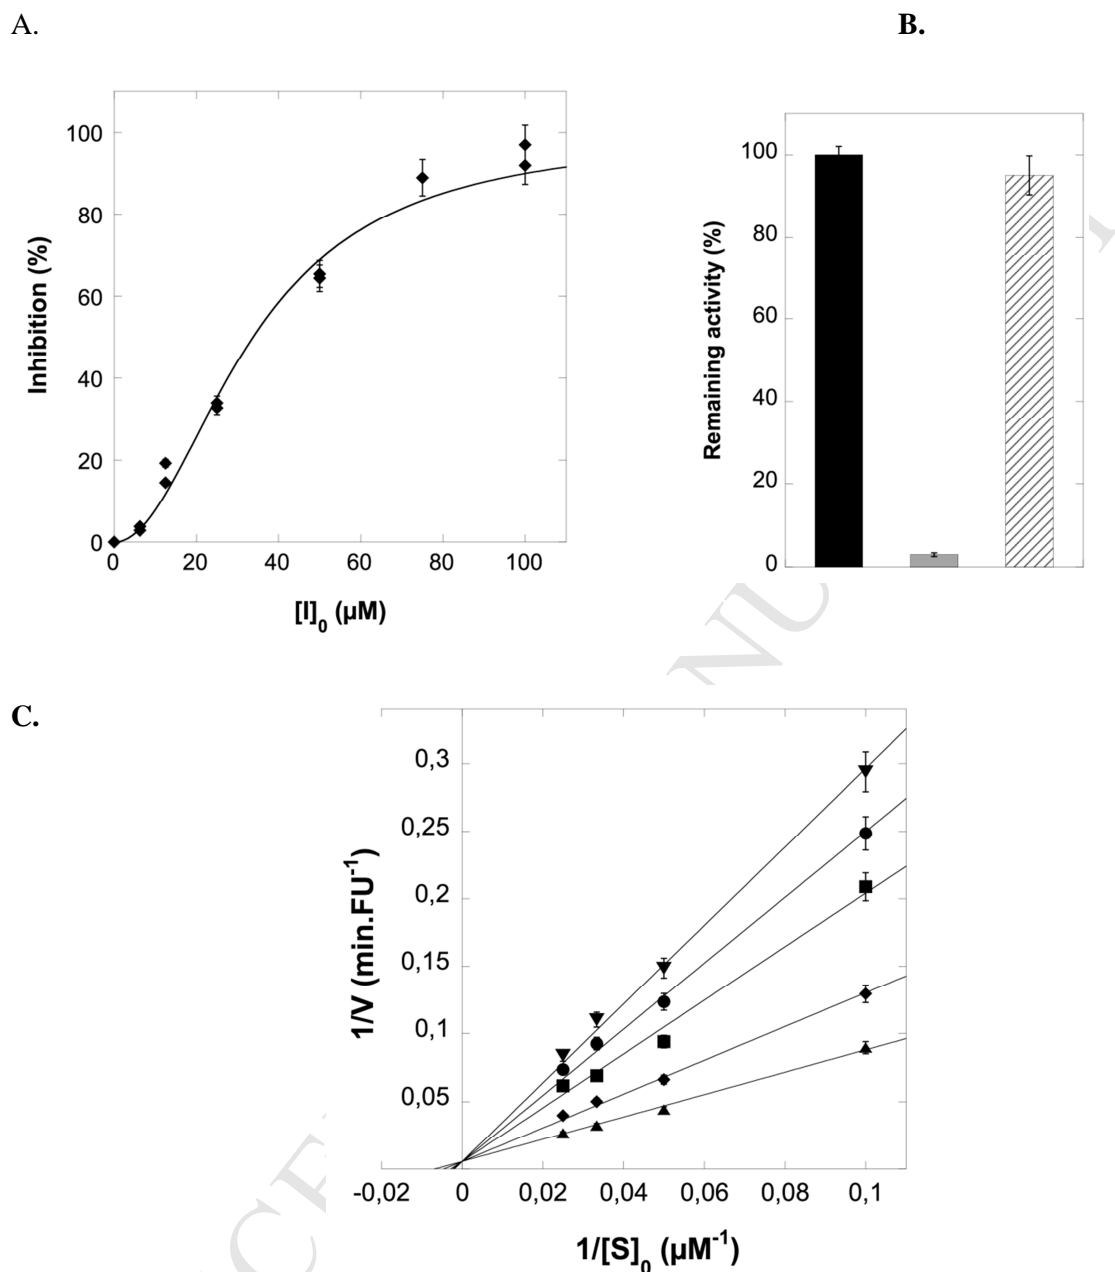 A.
B.
100
80
60
40
20
0
Inhibition (%)
0 20 40 60 80 100
[I]0 (µM)
100
80
60
40
20
0
Remaining activity (%)
C.
0,3
0,25
0,2
0,15
0,1
0,05
1/V (min.FU-1)
-0,02 0 0,02 0,04 0,06 0,08 0,1
1/[S]0 (µM-1)